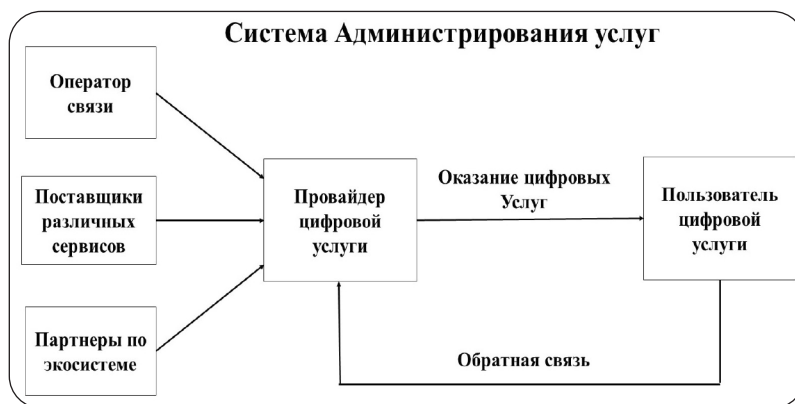 Система Администрирования услуг
Оператор
связи
Поставщики
различных
сервисов
Партнеры по
экосистеме
Провайдер
цифровой
услуги
Оказание цифровых
Услуг
Пользователь
цифровой
услуги
Обратная связь